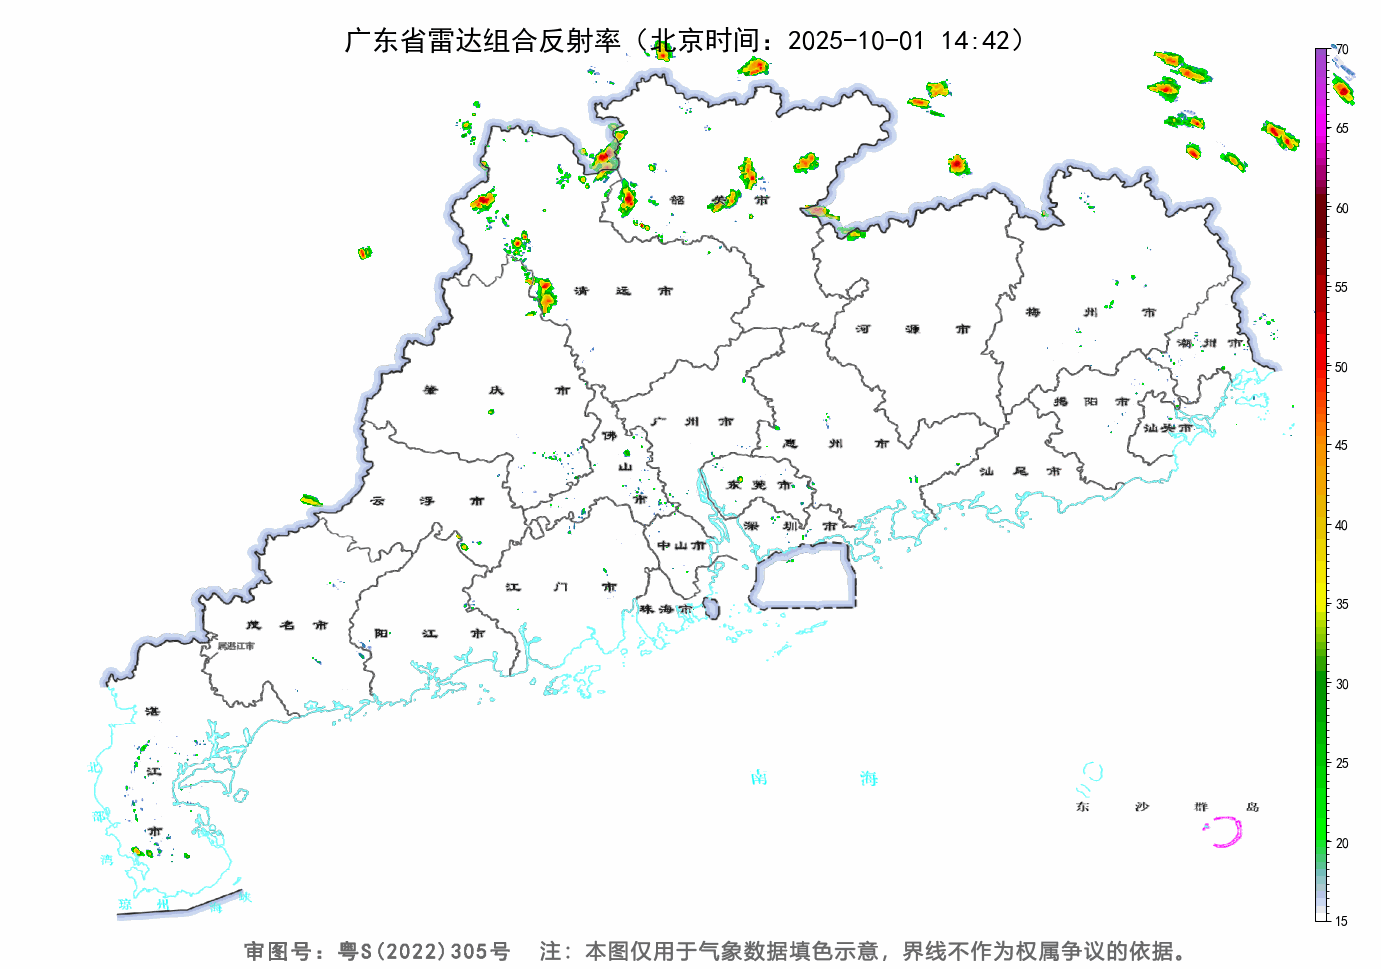 广东省雷达组合反射率（北京时间：2025-10-01 14:42）
70
65
60
55
50
45
40
35
30
25
20
15
韶关市
清远市
河源市
梅州市
潮州市
肇庆市
广州市
揭阳市
汕头市
佛山市
惠州市
汕尾市
云浮市
东莞市
深圳市
中山市
江门市
珠海市
茂名市
阳江市
属湛江市
湛江市
北部湾
南海
东沙群岛
琼州海峡
审图号：粤S(2022)305号 注：本图仅用于气象数据填色示意，界线不作为权属争议的依据。